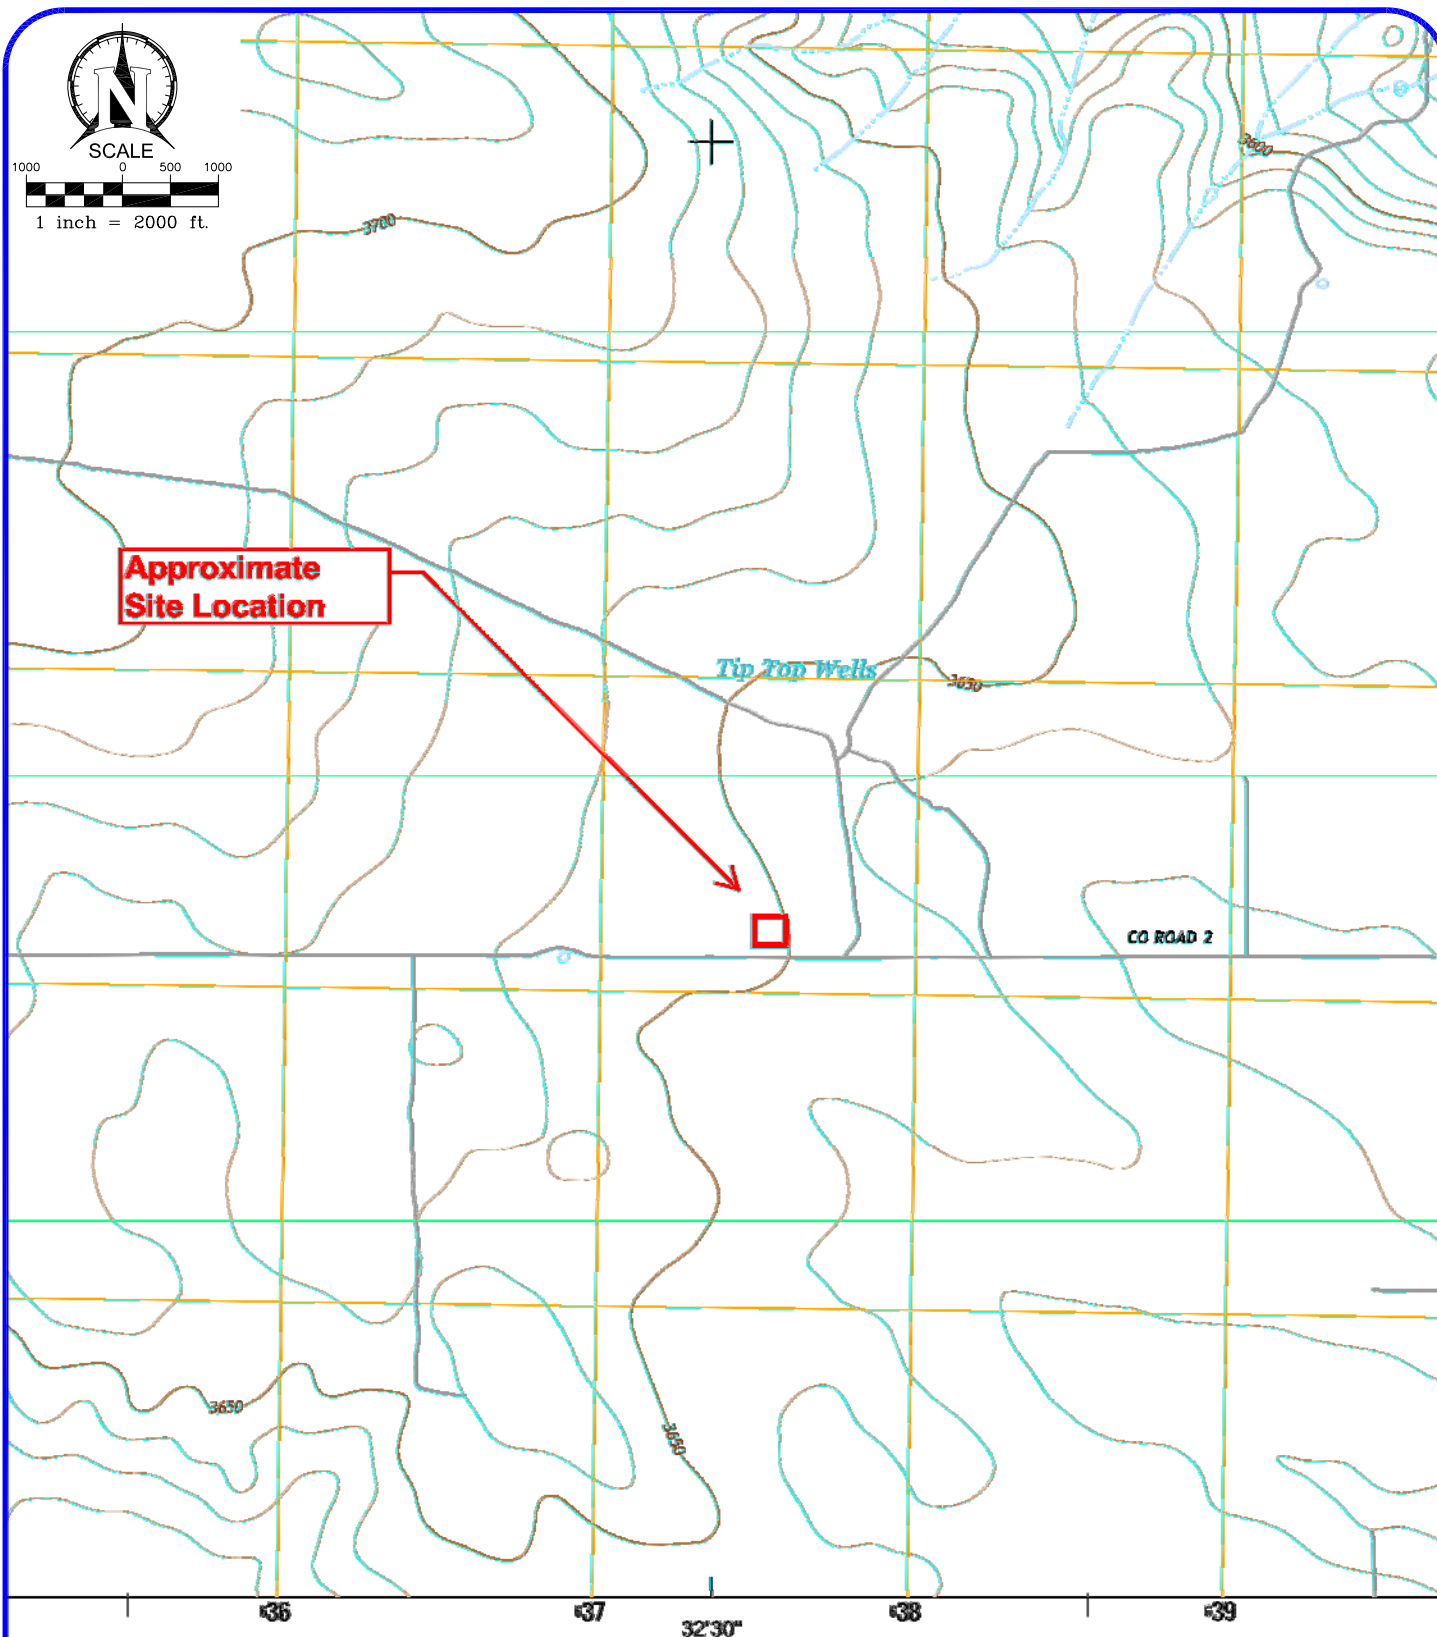 N
SCALE
1000 0 500 1000
1 inch = 2000 ft.
3700
3600
Approximate
Site Location
Tip Top Wells
3650
CO ROAD 2
3650
3650
636 637 638 639
32'30"